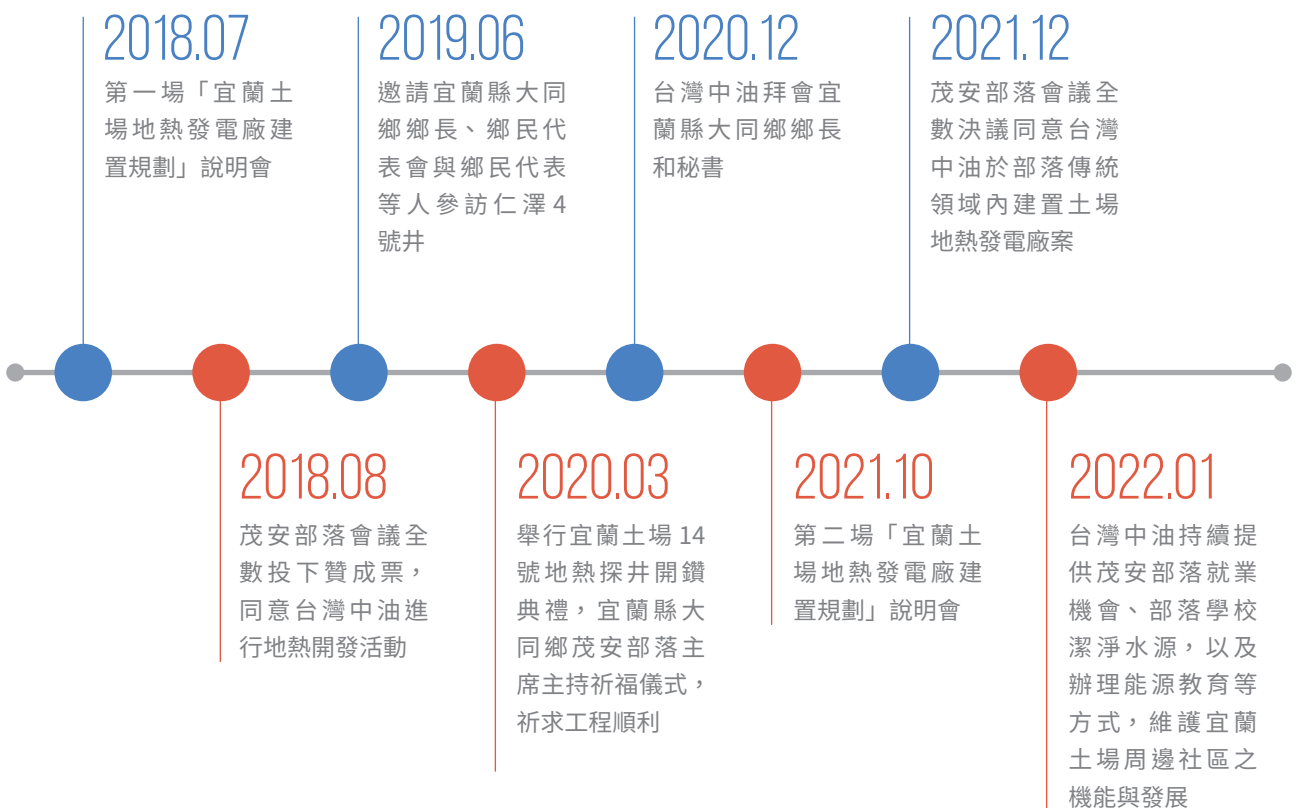 2018.07
第一場「宜蘭土
場地熱發電廠建
置規劃」說明會
2018.08
茂安部落會議全
數投下贊成票，
同意台灣中油進
行地熱開發活動
2019.06
邀請宜蘭縣大同
鄉鄉長、鄉民代
表會與鄉民代表
等人參訪仁澤 4
號井
2020.03
舉行宜蘭土場 14
號地熱探井開鑽
典禮，宜蘭縣大
同鄉茂安部落主
席主持祈福儀式，
祈求工程順利
2020.12
台灣中油拜會宜
蘭縣大同鄉鄉長
和秘書
2021.10
第二場「宜蘭土
場地熱發電廠建
置規劃」說明會
2021.12
茂安部落會議全
數決議同意台灣
中油於部落傳統
領域內建置土場
地熱發電廠案
2022.01
台灣中油持續提
供茂安部落就業
機會、部落學校
潔淨水源，以及
辦理能源教育等
方式，維護宜蘭
土場周邊社區之
機能與發展